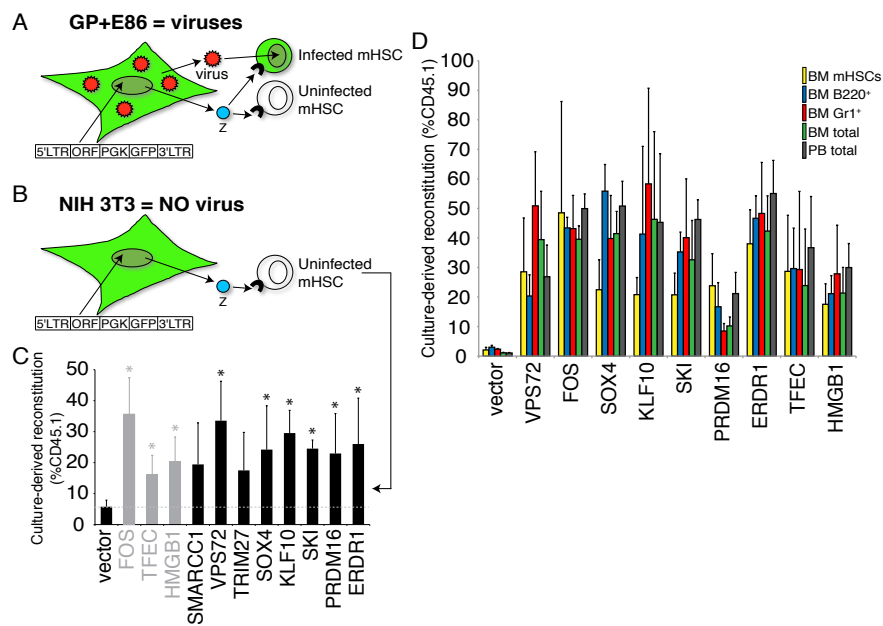 A
GP+E86 = viruses
virus
Infected mHSC
Uninfected
mHSC
Z
5'LTR ORF PGK GFP 3'LTR
B
NIH 3T3 = NO virus
Uninfected
mHSC
Z
5'LTR ORF PGK GFP 3'LTR
C
Culture-derived reconstitution
(%CD45.1)
50
40
30
20
10
0
* * * * * * * * *
vector
FOS
TFEC
HMGB1
SMARCC1
VPS72
TRIM27
SOX4
KLF10
SKI
PRDM16
ERDR1
D
Culture-derived reconstitution (%CD45.1)
100
90
80
70
60
50
40
30
20
10
0
BM mHSCs
BM B220+
BM Gr1+
BM total
PB total
vector
VPS72
FOS
SOX4
KLF10
SKI
PRDM16
ERDR1
TFEC
HMGB1